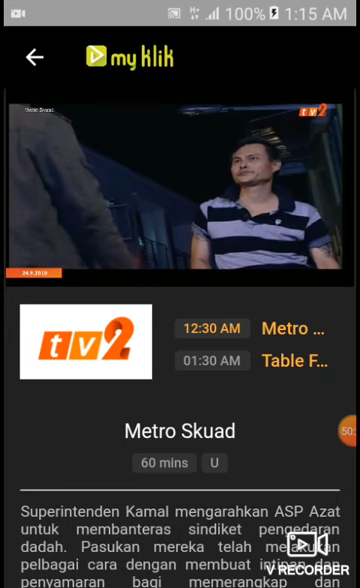 100% 1:15 AM
my klik
Metro Skuad
tv2
24.9.2019
tv2
12:30 AM Metro ...
01:30 AM Table F...
50:
Metro Skuad
60 mins U
Superintenden Kamal mengarahkan ASP Azat
untuk membanteras sindiket pengedaran
dadah. Pasukan mereka telah melakukan
pelbagai cara dengan membuat intipan dan
penyamaran bagi memerangkap dan
V RECORDER